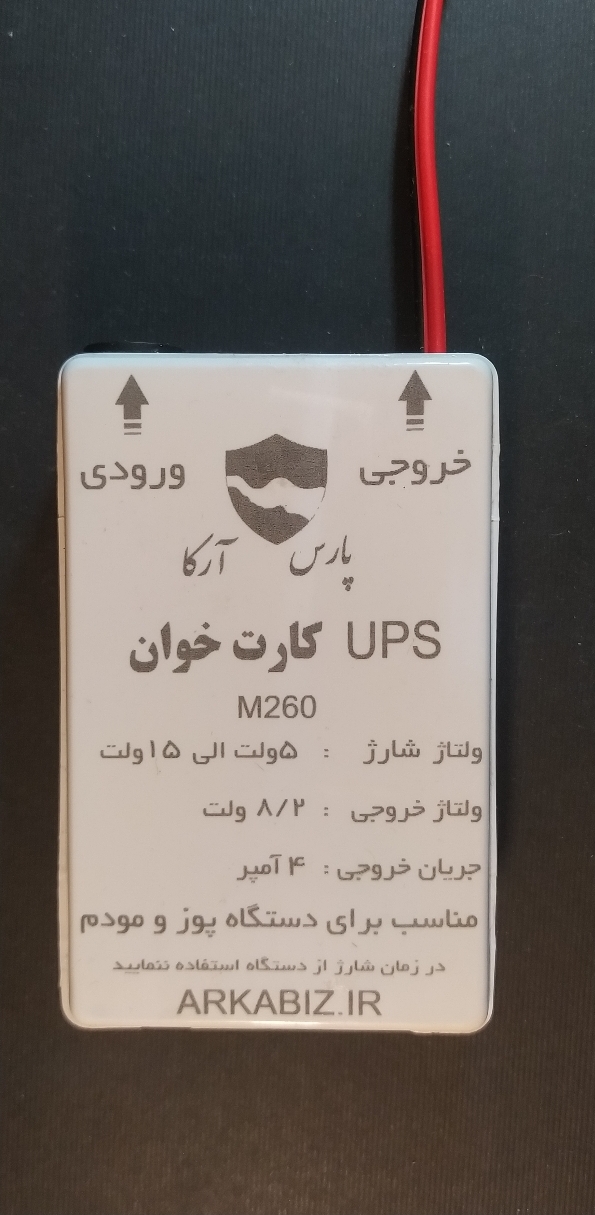 خروجی
ورودی
پارس آرکا
UPS کارت خوان
M260
ولتاژ شارژ : ۵ولت الی ۱۵ولت
ولتاژ خروجی : ۸/۲ ولت
جریان خروجی : ۴ آمپر
مناسب برای دستگاه پوز و مودم
در زمان شارژ از دستگاه استفاده ننمایید
ARKABIZ.IR